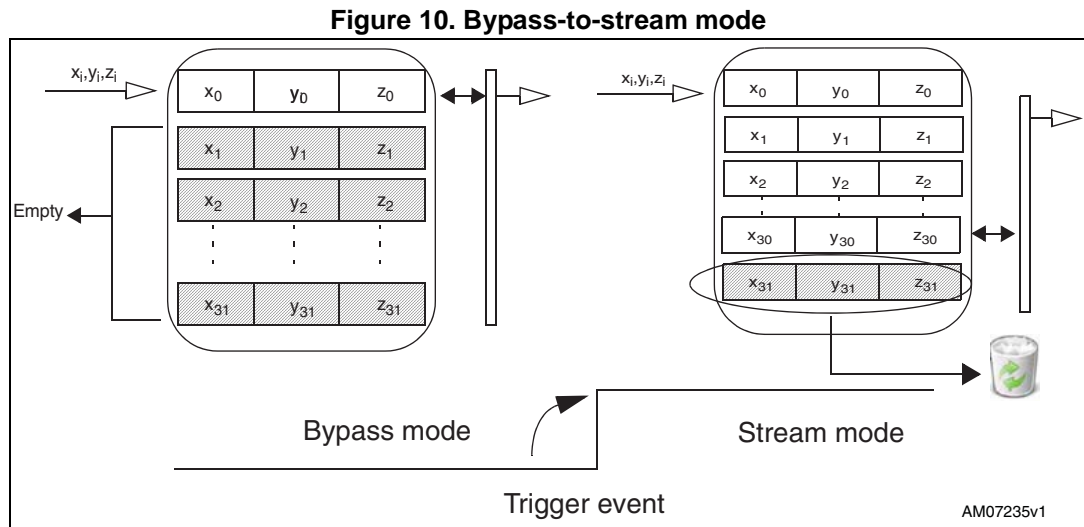 Figure 10. Bypass-to-stream mode
xᵢ,yᵢ,zᵢ
x₀ y₀ z₀
x₁ y₁ z₁
x₂ y₂ z₂
x₃₁ y₃₁ z₃₁
Empty
xᵢ,yᵢ,zᵢ
x₀ y₀ z₀
x₁ y₁ z₁
x₂ y₂ z₂
x₃₀ y₃₀ z₃₀
x₃₁ y₃₁ z₃₁
Bypass mode
Stream mode
Trigger event
AM07235v1